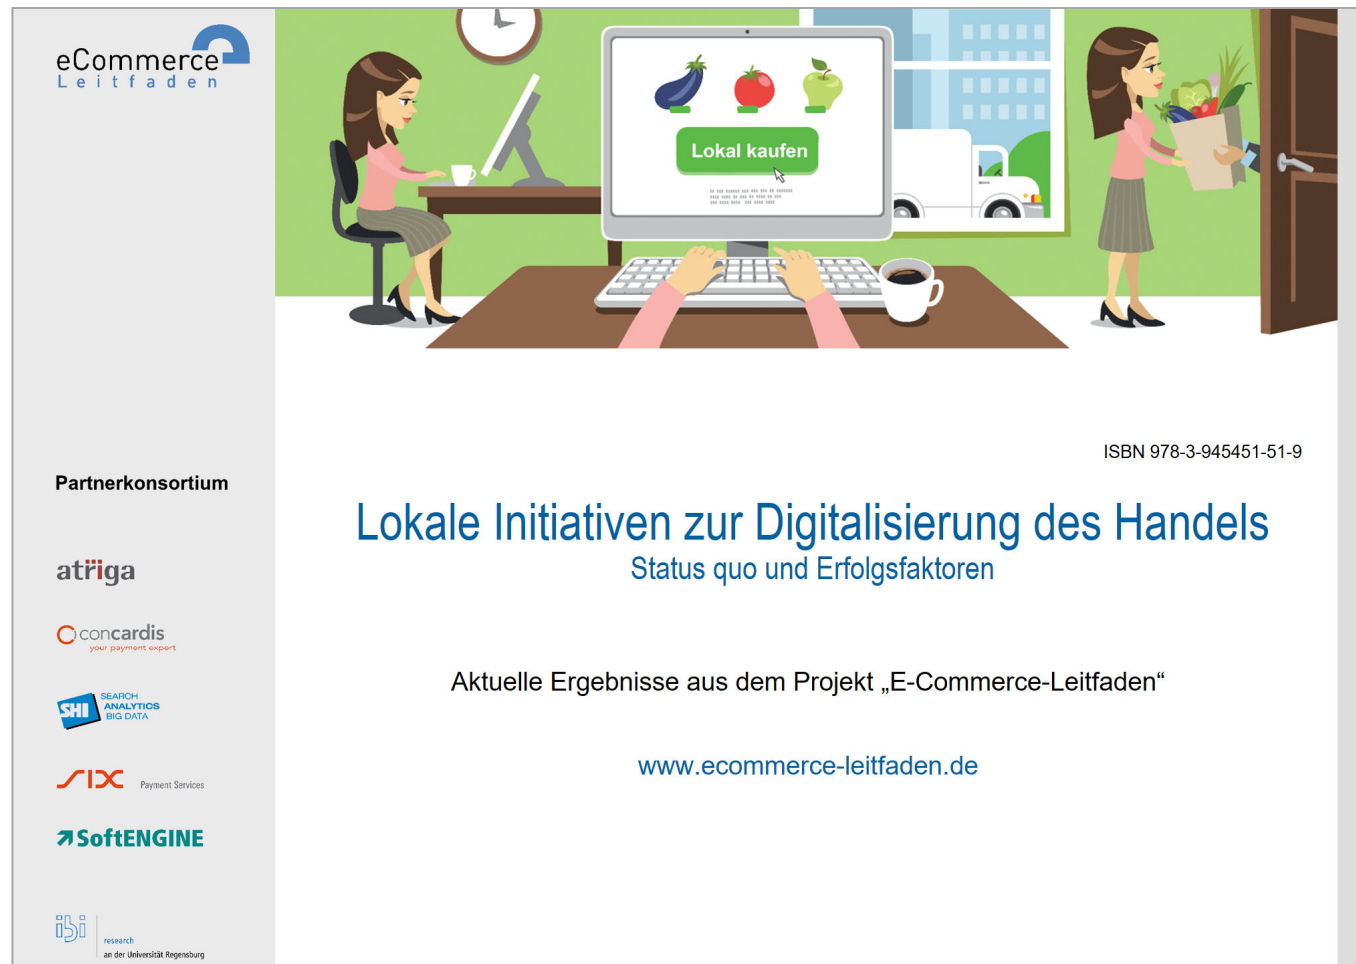 eCommerce
Leitfaden
Lokal kaufen
ISBN 978-3-945451-51-9
Partnerkonsortium
Lokale Initiativen zur Digitalisierung des Handels
Status quo und Erfolgsfaktoren
atriga
concardis
your payment expert
Aktuelle Ergebnisse aus dem Projekt „E-Commerce-Leitfaden“
SHI
SEARCH
ANALYTICS
BIG DATA
www.ecommerce-leitfaden.de
SIX
Payment Services
SoftENGINE
ibi
research
an der Universität Regensburg